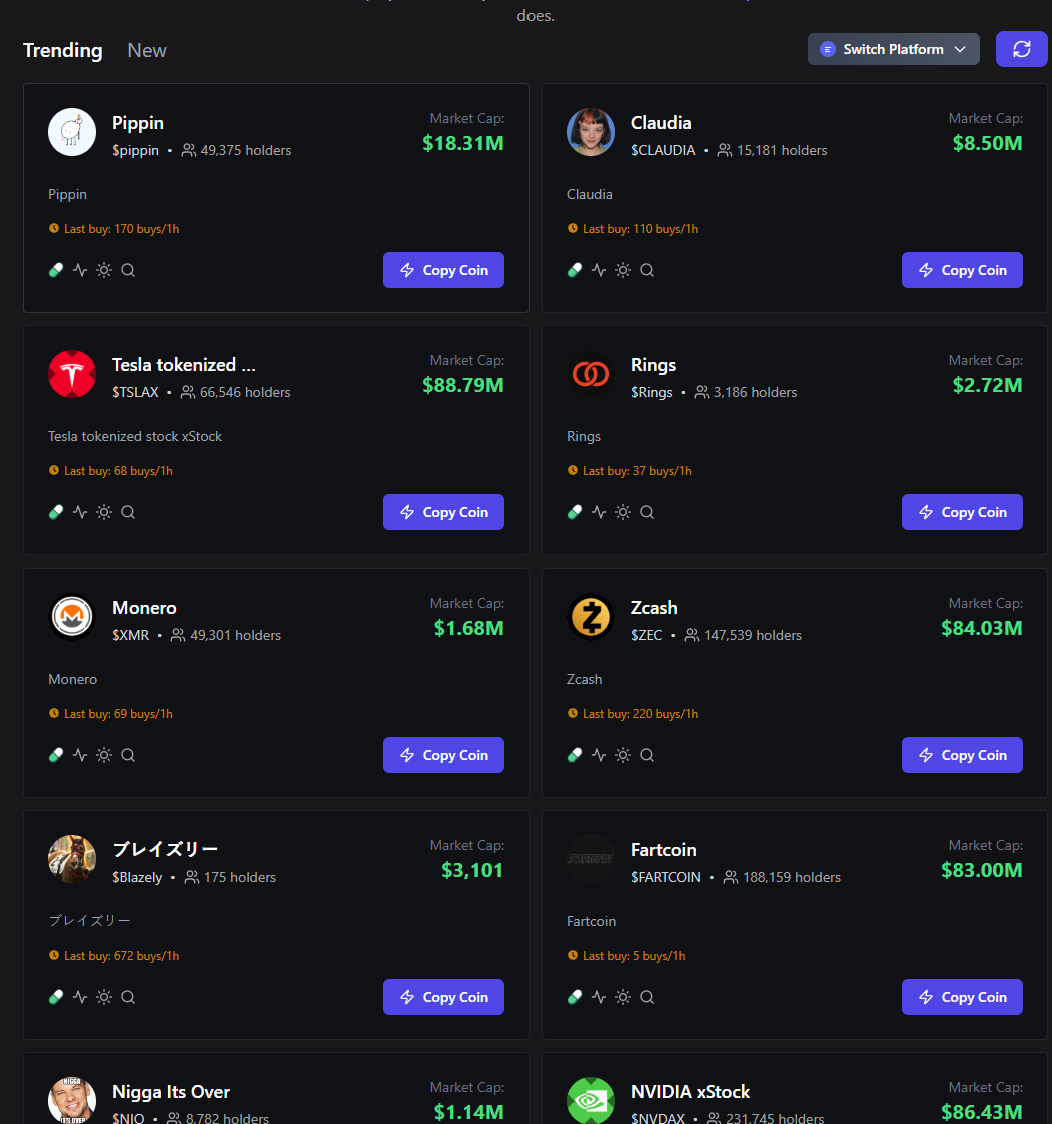 does.
Trending New
Switch Platform
Pippin
Market Cap:
$pippin • 49,375 holders
$18.31M
Pippin
Last buy: 170 buys/1h
Copy Coin
Claudia
Market Cap:
$CLAUDIA • 15,181 holders
$8.50M
Claudia
Last buy: 110 buys/1h
Copy Coin
Tesla tokenized ...
Market Cap:
$TSLAX • 66,546 holders
$88.79M
Tesla tokenized stock xStock
Last buy: 68 buys/1h
Copy Coin
Rings
Market Cap:
$Rings • 3,186 holders
$2.72M
Rings
Last buy: 37 buys/1h
Copy Coin
Monero
Market Cap:
$XMR • 49,301 holders
$1.68M
Monero
Last buy: 69 buys/1h
Copy Coin
Zcash
Market Cap:
$ZEC • 147,539 holders
$84.03M
Zcash
Last buy: 220 buys/1h
Copy Coin
ブレイズリー
Market Cap:
$Blazely • 175 holders
$3,101
ブレイズリー
Last buy: 672 buys/1h
Copy Coin
Fartcoin
Market Cap:
$FARTCOIN • 188,159 holders
$83.00M
Fartcoin
Last buy: 5 buys/1h
Copy Coin
NIGGA
IT'S OVER
Nigga Its Over
Market Cap:
$NIO • 8,782 holders
$1.14M
NVIDIA xStock
Market Cap:
$NVDAX • 231,745 holders
$86.43M